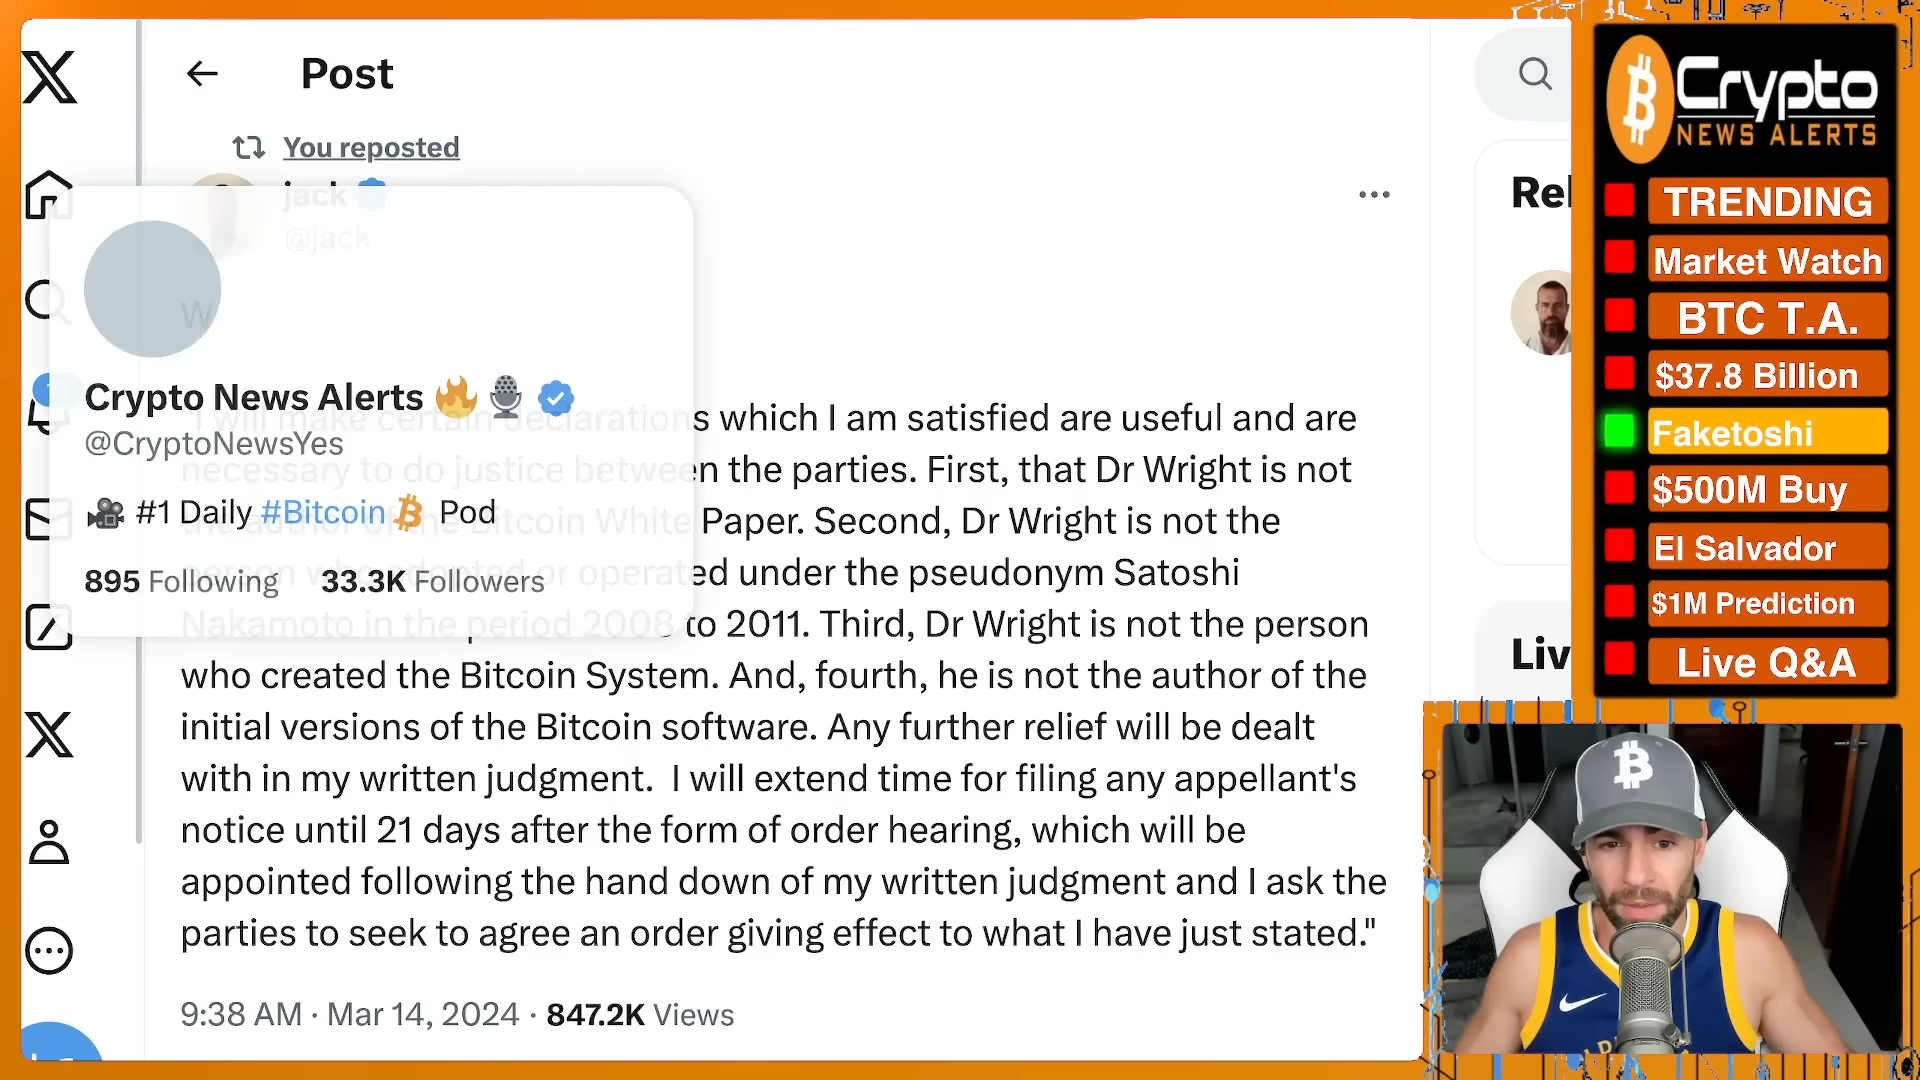 Post
You reposted
jack
@jack
W
Crypto News Alerts
@CryptoNewsYes
#1 Daily #Bitcoin Pod
895 Following 33.3K Followers
I will make certain declarations which I am satisfied are useful and are
necessary to do justice between the parties. First, that Dr Wright is not
the author of the Bitcoin White Paper. Second, Dr Wright is not the
person who adopted or operated under the pseudonym Satoshi
Nakamoto in the period 2008 to 2011. Third, Dr Wright is not the person
who created the Bitcoin System. And, fourth, he is not the author of the
initial versions of the Bitcoin software. Any further relief will be dealt
with in my written judgment. I will extend time for filing any appellant's
notice until 21 days after the form of order hearing, which will be
appointed following the hand down of my written judgment and I ask the
parties to seek to agree an order giving effect to what I have just stated."
9:38 AM · Mar 14, 2024 · 847.2K Views
Rel
Liv
Crypto
NEWS ALERTS
TRENDING
Market Watch
BTC T.A.
$37.8 Billion
Faketoshi
$500M Buy
El Salvador
$1M Prediction
Live Q&A